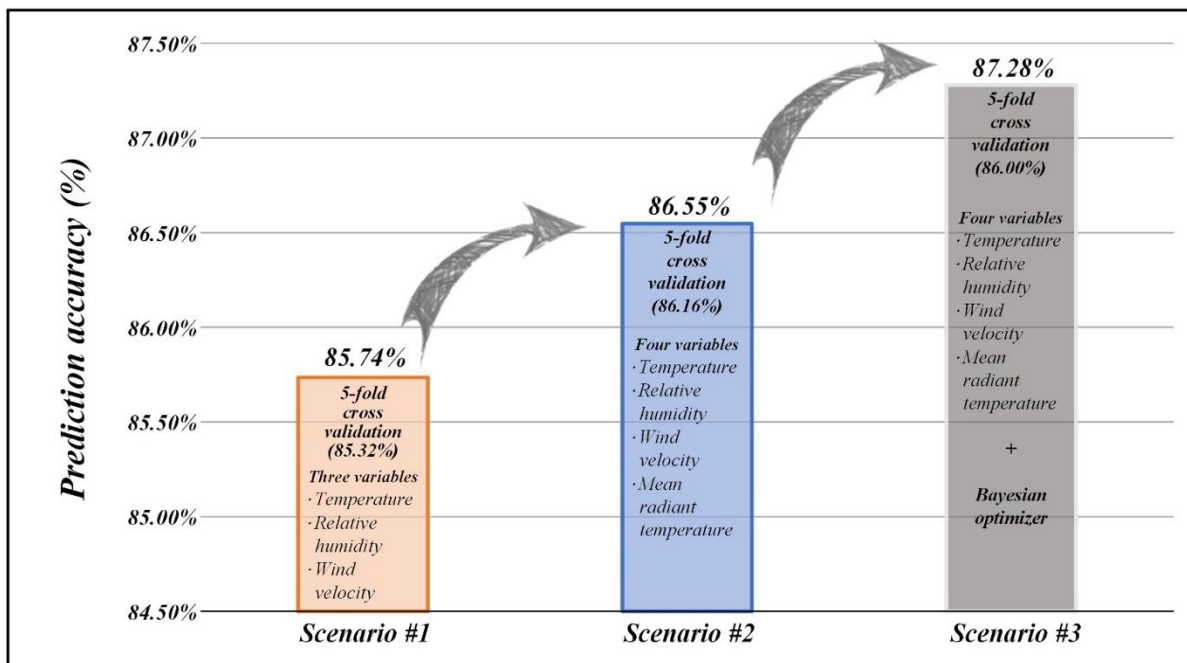 Prediction accuracy (%)
87.50%
87.00%
86.50%
86.00%
85.50%
85.00%
84.50%
85.74%
5-fold
cross
validation
(85.32%)
Three variables
· Temperature
· Relative
humidity
· Wind
velocity
Scenario #1
86.55%
5-fold
cross
validation
(86.16%)
Four variables
· Temperature
· Relative
humidity
· Wind
velocity
· Mean
radiant
temperature
Scenario #2
87.28%
5-fold
cross
validation
(86.00%)
Four variables
· Temperature
· Relative
humidity
· Wind
velocity
· Mean
radiant
temperature
+
Bayesian
optimizer
Scenario #3